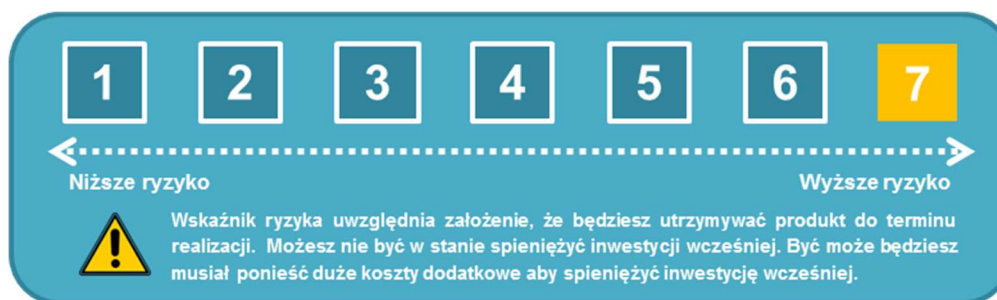 1 2 3 4 5 6 7
Niższe ryzyko Wyższe ryzyko
Wskaźnik ryzyka uwzględnia założenie, że będziesz utrzymywać produkt do terminu
realizacji. Możesz nie być w stanie spieniężyć inwestycji wcześniej. Być może będziesz
musiał ponieść duże koszty dodatkowe aby spieniężyć inwestycję wcześniej.